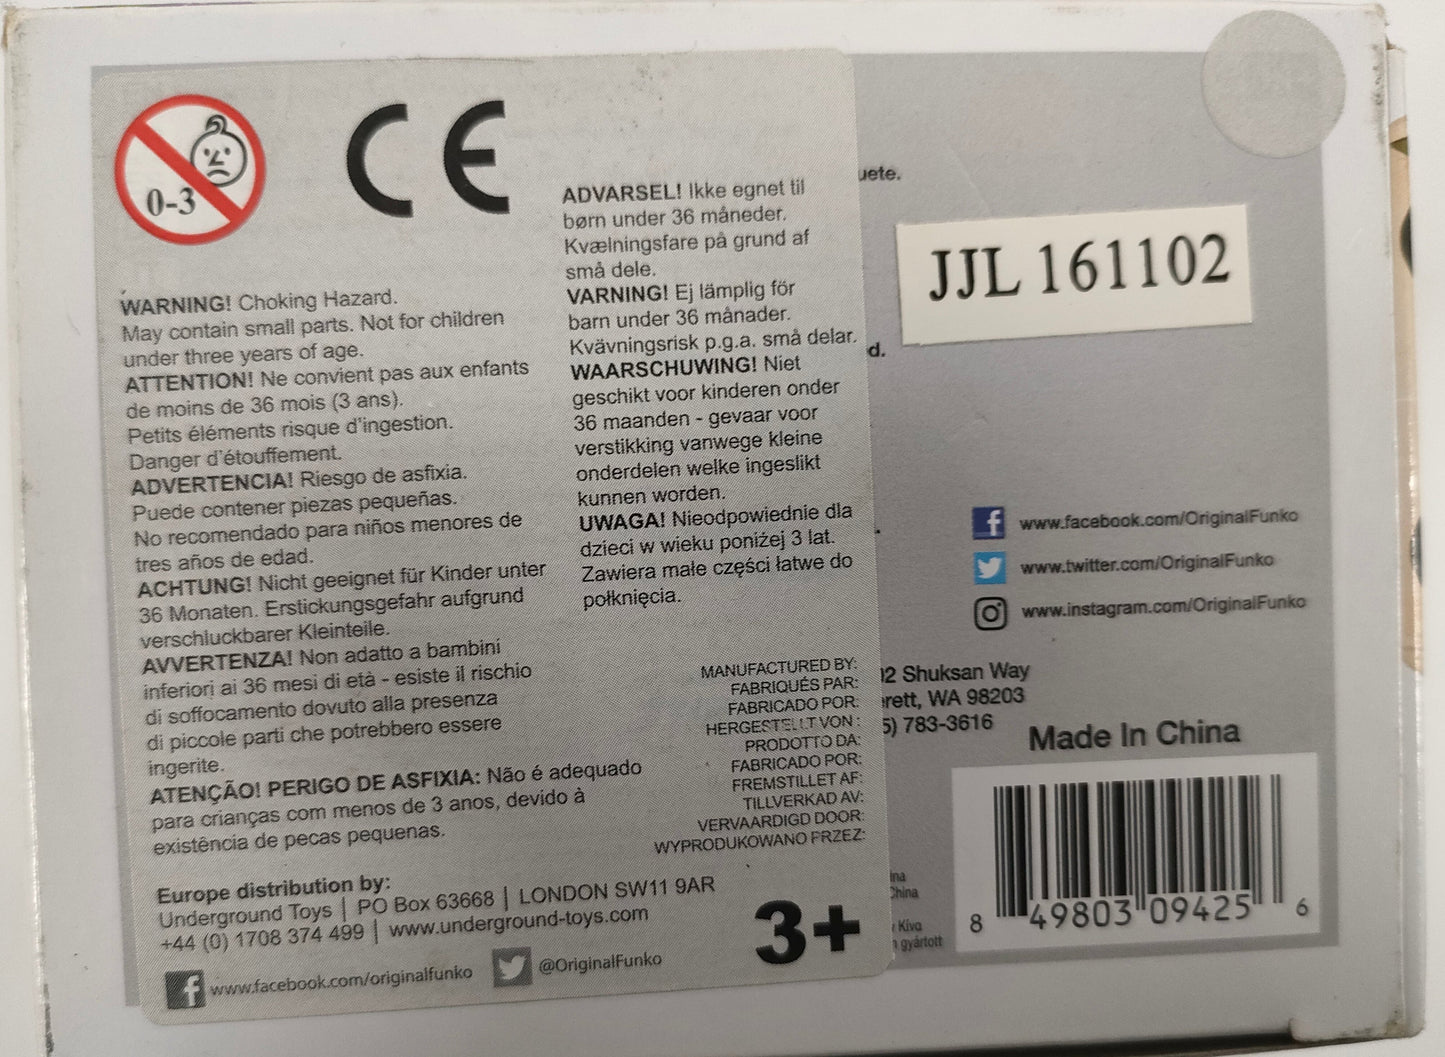 0-3
CE
WARNING! Choking Hazard.
May contain small parts. Not for children
under three years of age.
ATTENTION! Ne convient pas aux enfants
de moins de 36 mois (3 ans).
Petits éléments risque d'ingestion.
Danger d'étouffement.
ADVERTENCIA! Riesgo de asfixia.
Puede contener piezas pequeñas.
No recomendado para niños menores de
tres años de edad.
ACHTUNG! Nicht geeignet für Kinder unter
36 Monaten. Erstickungsgefahr aufgrund
verschluckbarer Kleinteile.
AVVERTENZA! Non adatto a bambini
inferiori ai 36 mesi di età - esiste il rischio
di soffocamento dovuto alla presenza
di piccole parti che potrebbero essere
ingerite.
ATENÇÃO! PERIGO DE ASFIXIA: Não é adequado
para crianças com menos de 3 anos, devido à
existência de pecas pequenas.
ADVARSEL! Ikke egnet til
børn under 36 måneder.
Kvælningsfare på grund af
små dele.
VARNING! Ej lämplig för
barn under 36 månader.
Kvävningsrisk p.g.a. små delar.
WAARSCHUWING! Niet
geschikt voor kinderen onder
36 maanden - gevaar voor
verstikking vanwege kleine
onderdelen welke ingeslikt
kunnen worden.
UWAGA! Nieodpowiednie dla
dzieci w wieku poniżej 3 lat.
Zawiera małe części łatwe do
połknięcia.
MANUFACTURED BY:
FABRIQUÉS PAR:
FABRICADO POR:
HERGESTELLT VON:
PRODOTTO DA:
FABRICADO POR:
FREMSTILLET AF:
TILLVERKAD AV:
VERVAARDIGD DOOR:
WYPRODUKOWANO PRZEZ:
Europe distribution by:
Underground Toys | PO Box 63668 | LONDON SW11 9AR
+44 (0) 1708 374 499 | www.underground-toys.com
www.facebook.com/originalfunko @OriginalFunko
3+
uete.
JJL 161102
d.
www.facebook.com/OriginalFunko
www.twitter.com/OriginalFunko
www.instagram.com/OriginalFunko
2 Shuksan Way
rett, WA 98203
5) 783-3616
Made In China
ina
China
Kína
gyártott
8 49803 09425 6